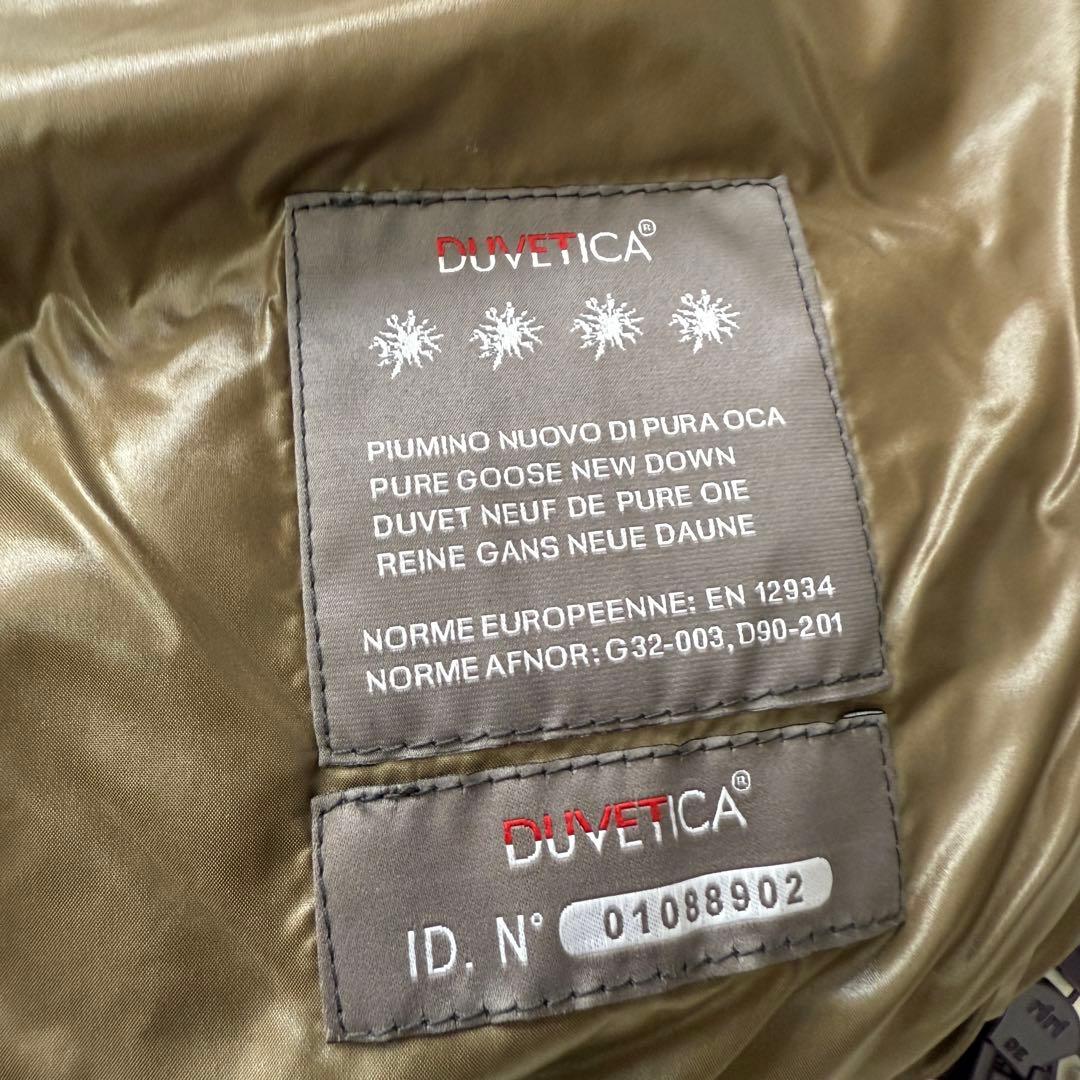 DUVETICA®
PIUMINO NUOVO DI PURA OCA
PURE GOOSE NEW DOWN
DUVET NEUF DE PURE OIE
REINE GANS NEUE DAUNE
NORME EUROPEENNE: EN 12934
NORME AFNOR: G32-003, D90-201
DUVETICA®
ID. N° 01088902